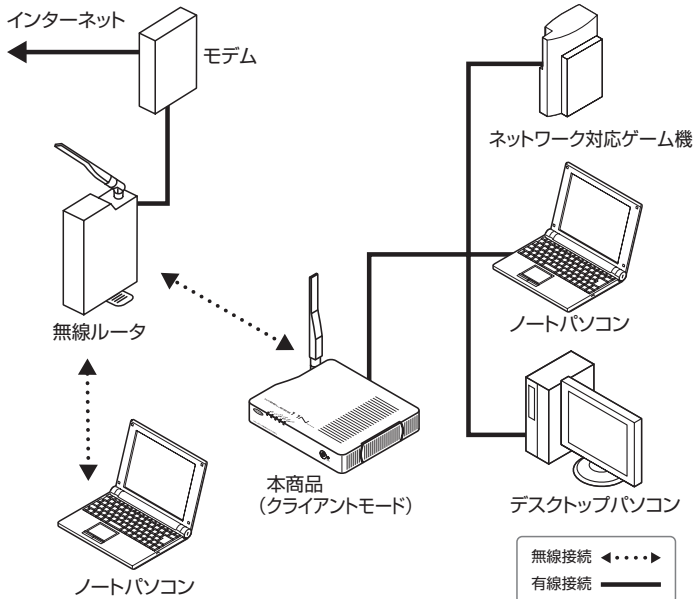 インターネット
モデム
ネットワーク対応ゲーム機
無線ルータ
ノートパソコン
本商品
（クライアントモード）
デスクトップパソコン
ノートパソコン
無線接続
有線接続